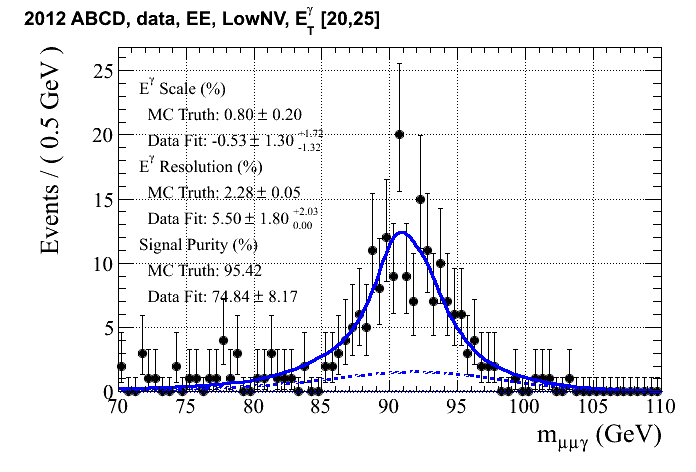 2012 ABCD, data, EE, LowNV, E_T^γ [20,25]
Events / ( 0.5 GeV )
25
20
15
10
5
0
E^γ Scale (%)
MC Truth: 0.80 ± 0.20
Data Fit: -0.53 ± 1.30 +1.72 -1.32
E^γ Resolution (%)
MC Truth: 2.28 ± 0.05
Data Fit: 5.50 ± 1.80 +2.03 0.00
Signal Purity (%)
MC Truth: 95.42
Data Fit: 74.84 ± 8.17
70 75 80 85 90 95 100 105 110
m_μμγ (GeV)